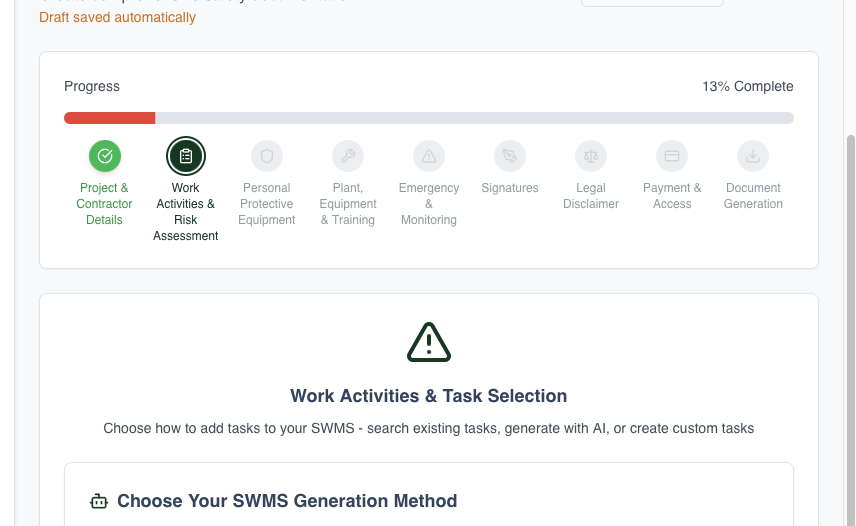 Draft saved automatically
Progress
13% Complete
Project &
Contractor
Details
Work
Activities &
Risk
Assessment
Personal
Protective
Equipment
Plant,
Equipment
& Training
Emergency
&
Monitoring
Signatures
Legal
Disclaimer
Payment &
Access
Document
Generation
Work Activities & Task Selection
Choose how to add tasks to your SWMS - search existing tasks, generate with AI, or create custom tasks
Choose Your SWMS Generation Method